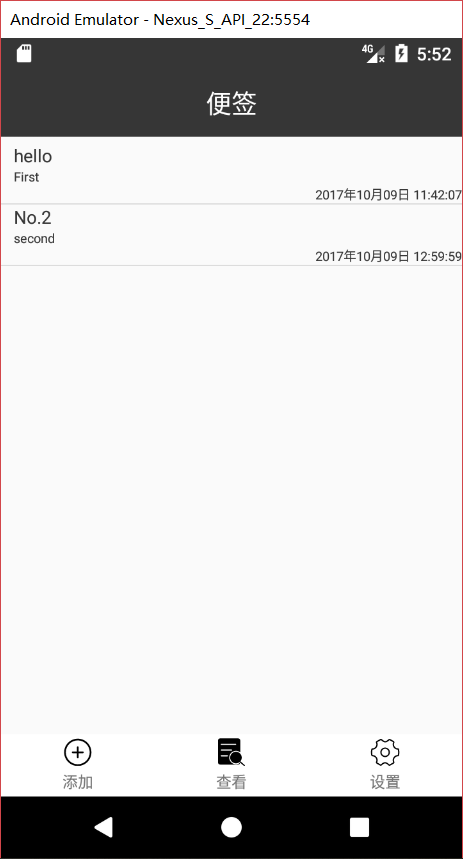 Android Emulator - Nexus_S_API_22:5554
4G 5:52
便签
hello
First
2017年10月09日 11:42:07
No.2
second
2017年10月09日 12:59:59
添加 查看 设置